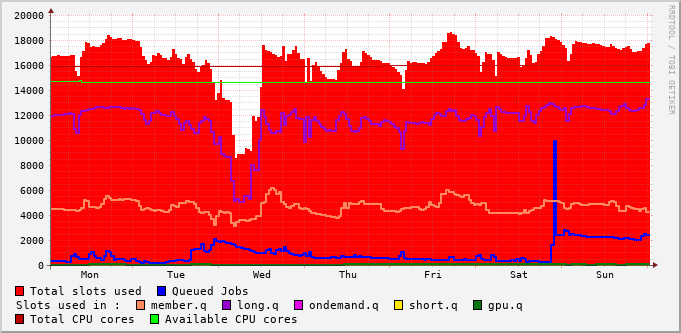 RRDTOOL / TOBI OETIKER
20000
18000
16000
14000
12000
10000
8000
6000
4000
2000
0
Mon Tue Wed Thu Fri Sat Sun
Total slots used Queued Jobs
Slots used in : member.q long.q ondemand.q short.q gpu.q
Total CPU cores Available CPU cores